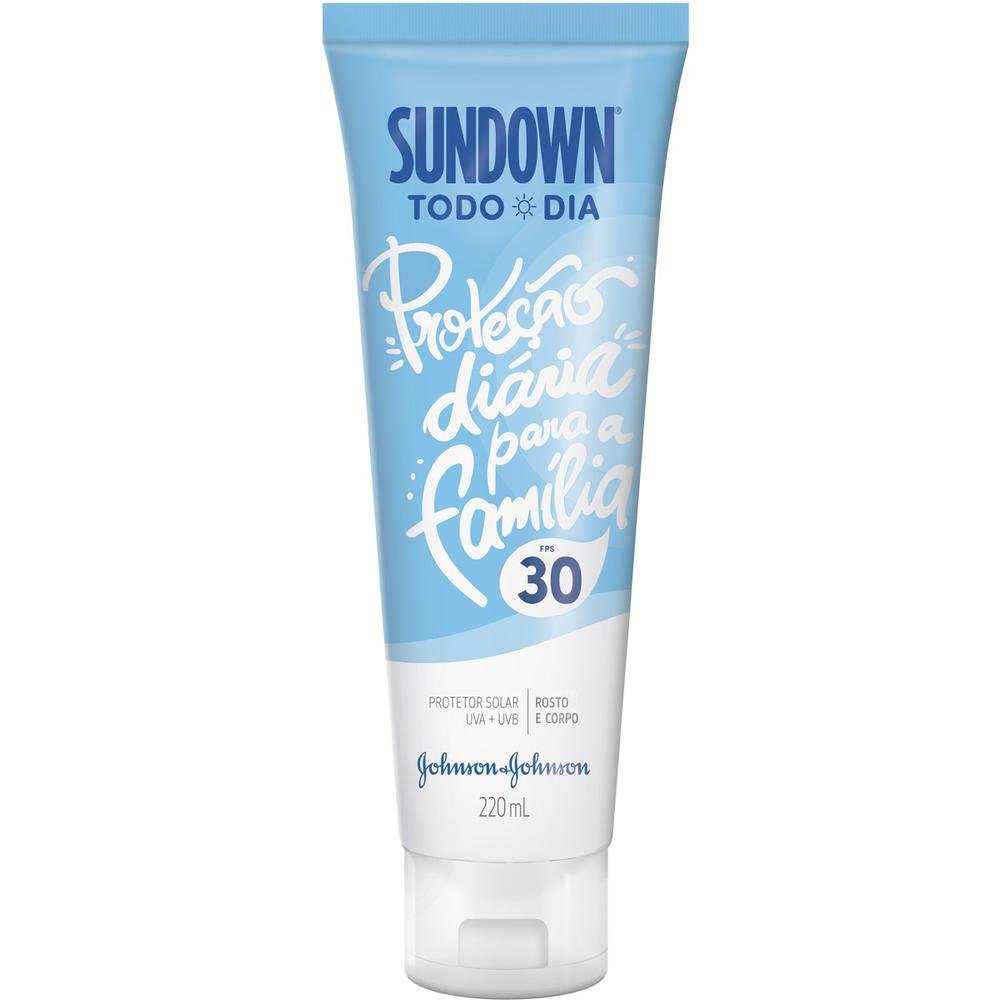 SUNDOWN®
TODO DIA
Proteção
diária
para a
família
FPS
30
PROTETOR SOLAR
UVA + UVB
ROSTO
E CORPO
Johnson & Johnson
220 mL